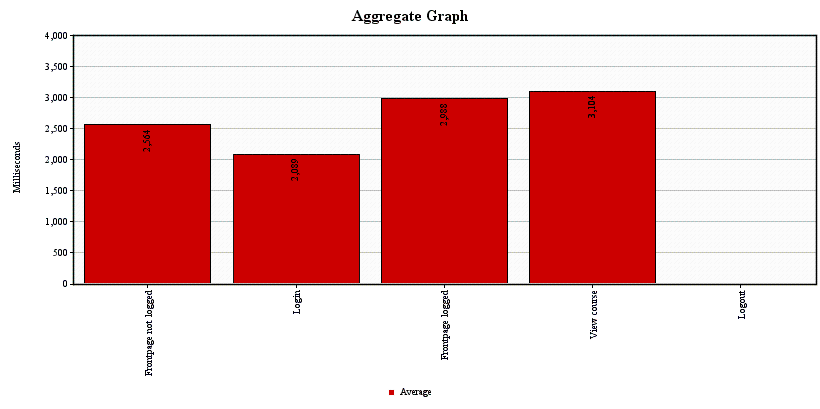 Aggregate Graph
4,000
3,500
3,000
2,500
2,000
1,500
1,000
500
0
Milliseconds
2,564
2,089
2,988
3,104
Frontpage not logged
Login
Frontpage logged
View course
Logout
Average